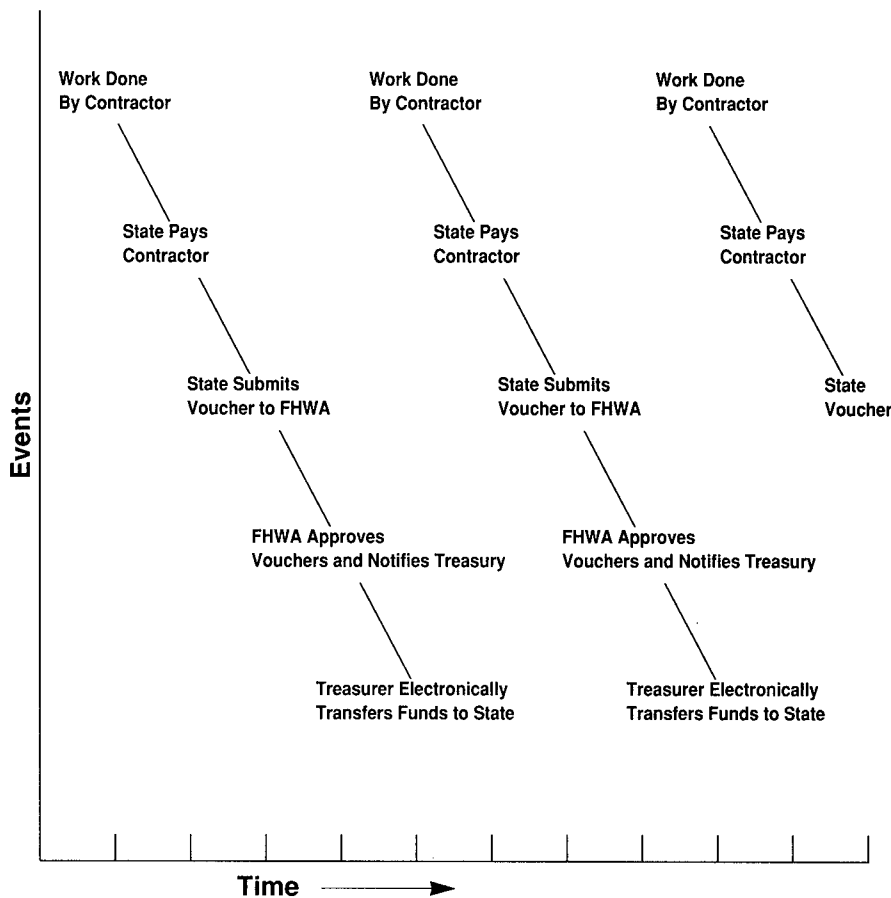 Work Done
By Contractor
Work Done
By Contractor
Work Done
By Contractor
State Pays
Contractor
State Pays
Contractor
State Pays
Contractor
State Submits
Voucher to FHWA
State Submits
Voucher to FHWA
State
Voucher
Events
FHWA Approves
Vouchers and Notifies Treasury
FHWA Approves
Vouchers and Notifies Treasury
Treasurer Electronically
Transfers Funds to State
Treasurer Electronically
Transfers Funds to State
Time